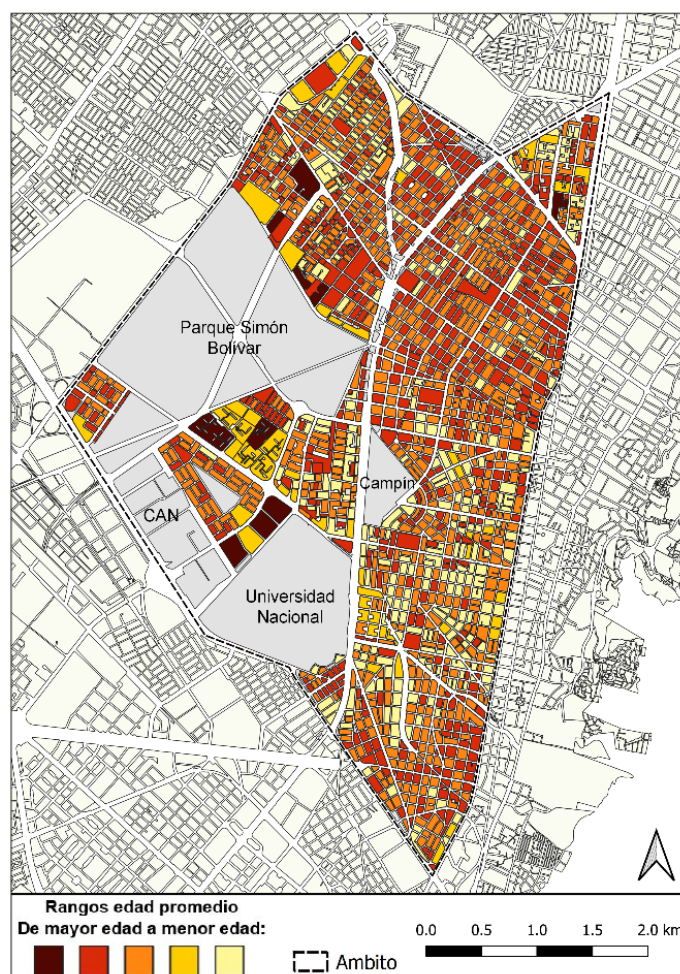 Parque Simón
Bolívar
Campín
CAN
Universidad
Nacional
Rangos edad promedio
De mayor edad a menor edad:
Ambito
0.0 0.5 1.0 1.5 2.0 km